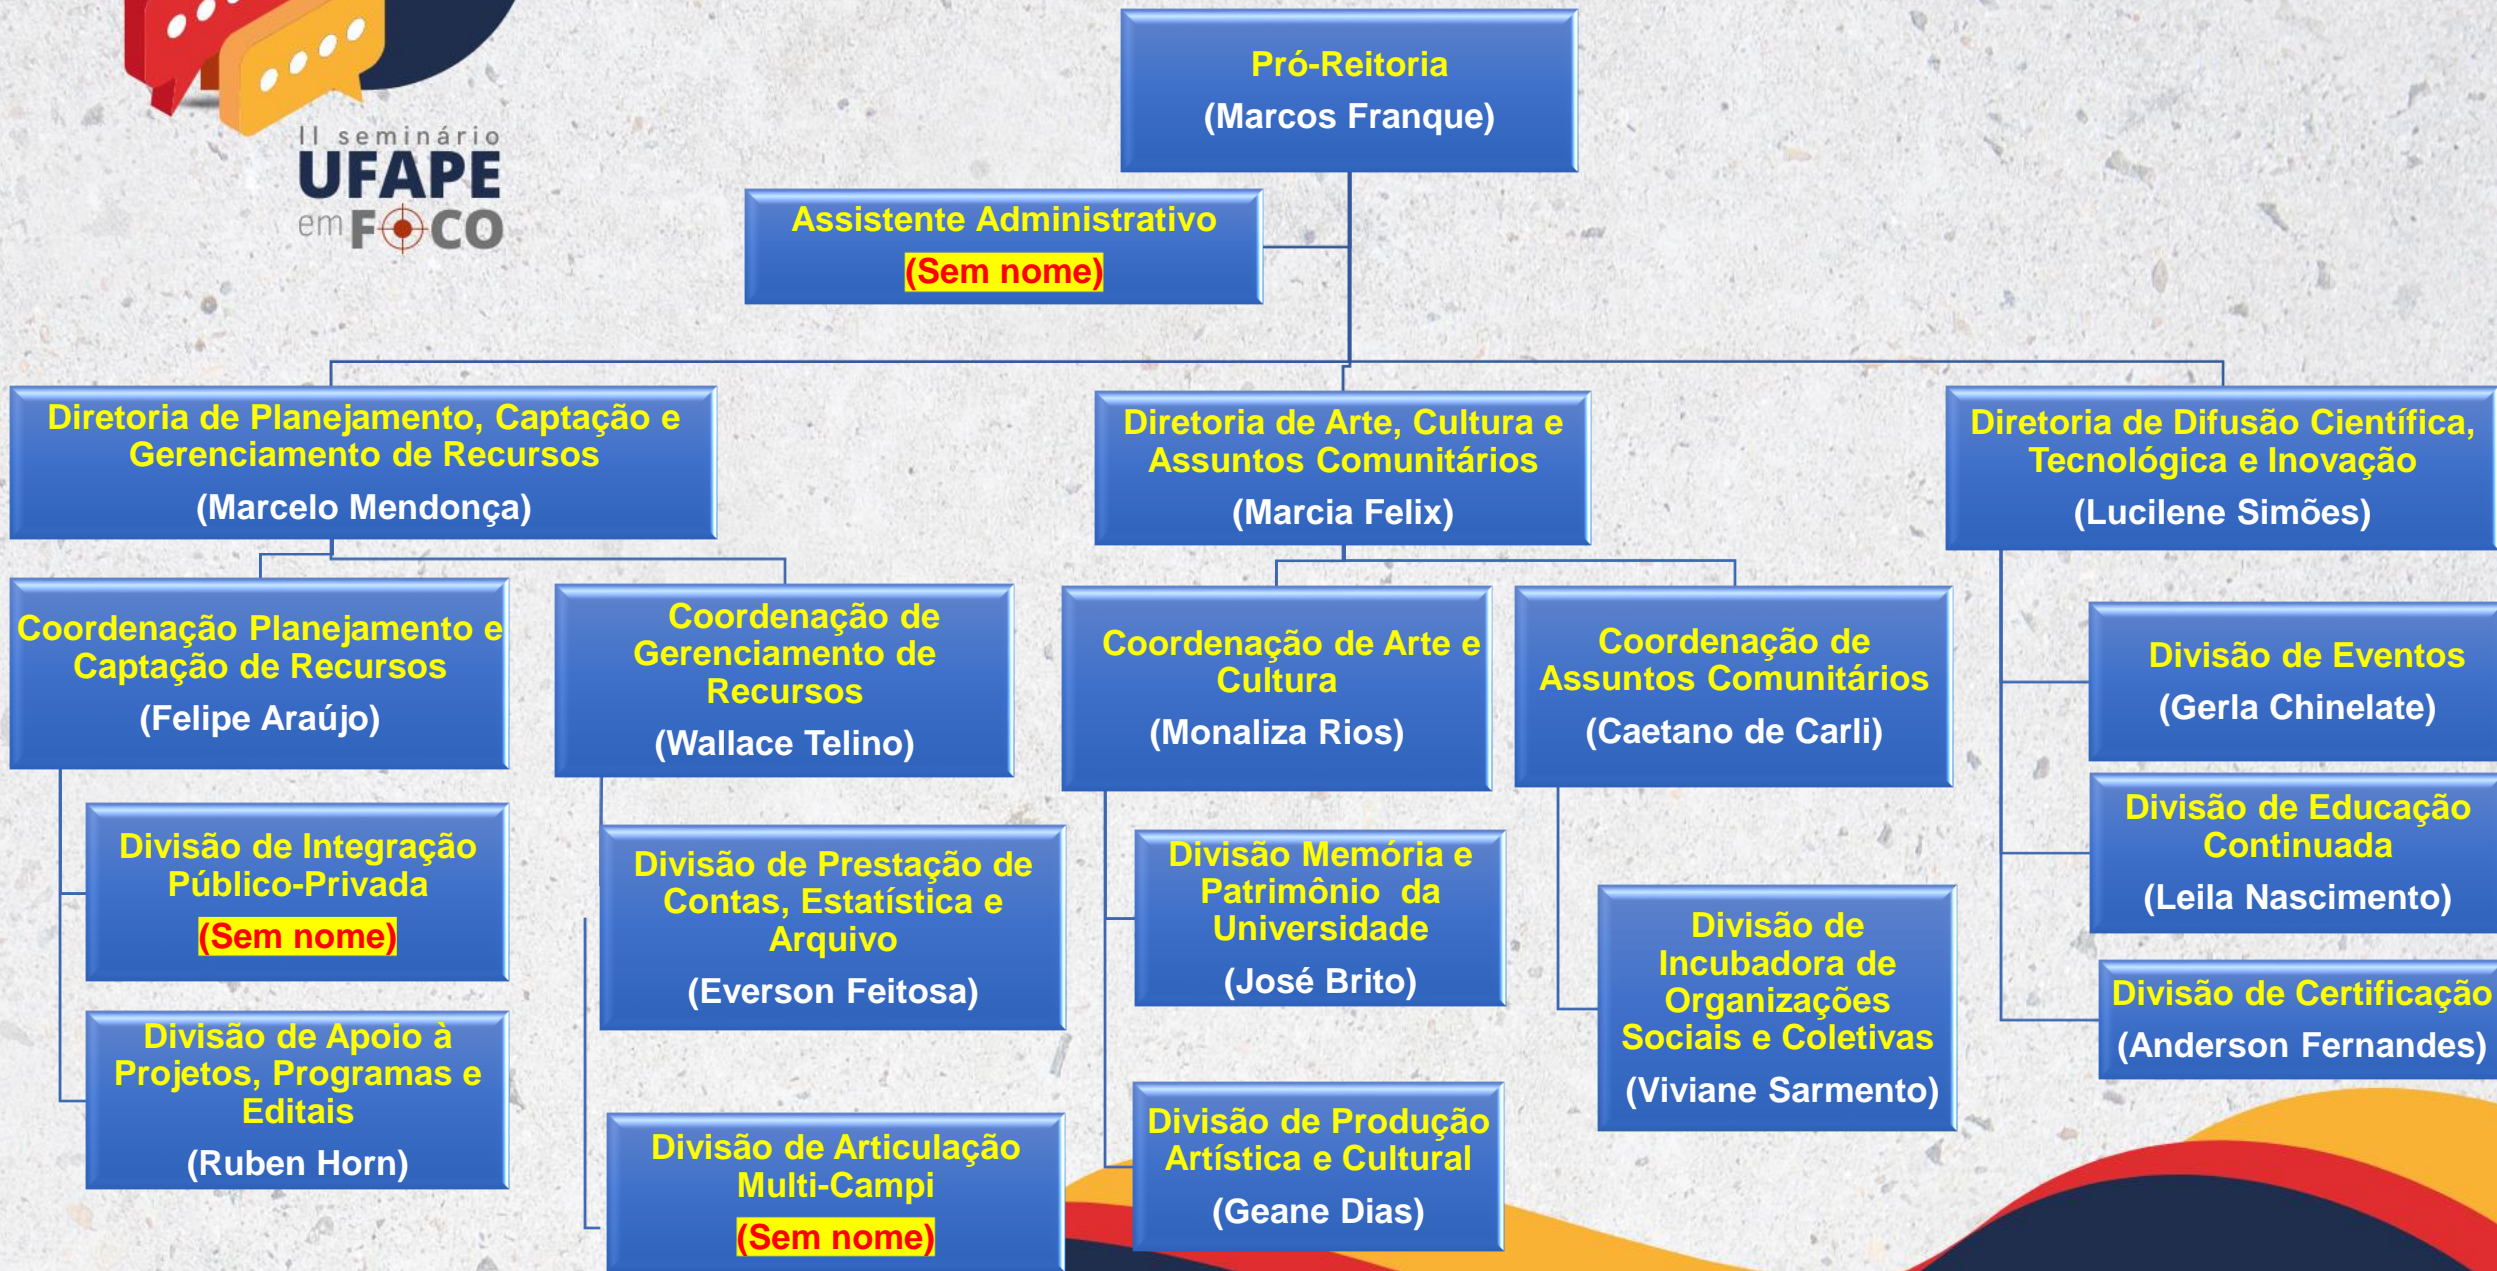 II seminário
UFAPE
em FOCO
Pró-Reitoria
(Marcos Franque)
Assistente Administrativo
(Sem nome)
Diretoria de Planejamento, Captação e
Gerenciamento de Recursos
(Marcelo Mendonça)
Diretoria de Arte, Cultura e
Assuntos Comunitários
(Marcia Felix)
Diretoria de Difusão Científica,
Tecnológica e Inovação
(Lucilene Simões)
Coordenação Planejamento e
Captação de Recursos
(Felipe Araújo)
Coordenação de
Gerenciamento de
Recursos
(Wallace Telino)
Coordenação de Arte e
Cultura
(Monaliza Rios)
Coordenação de
Assuntos Comunitários
(Caetano de Carli)
Divisão de Eventos
(Gerla Chinelate)
Divisão de Integração
Público-Privada
(Sem nome)
Divisão de Prestação de
Contas, Estatística e
Arquivo
(Everson Feitosa)
Divisão Memória e
Patrimônio da
Universidade
(José Brito)
Divisão de
Incubadora de
Organizações
Sociais e Coletivas
(Viviane Sarmento)
Divisão de Educação
Continuada
(Leila Nascimento)
Divisão de Certificação
(Anderson Fernandes)
Divisão de Apoio à
Projetos, Programas e
Editais
(Ruben Horn)
Divisão de Articulação
Multi-Campi
(Sem nome)
Divisão de Produção
Artística e Cultural
(Geane Dias)